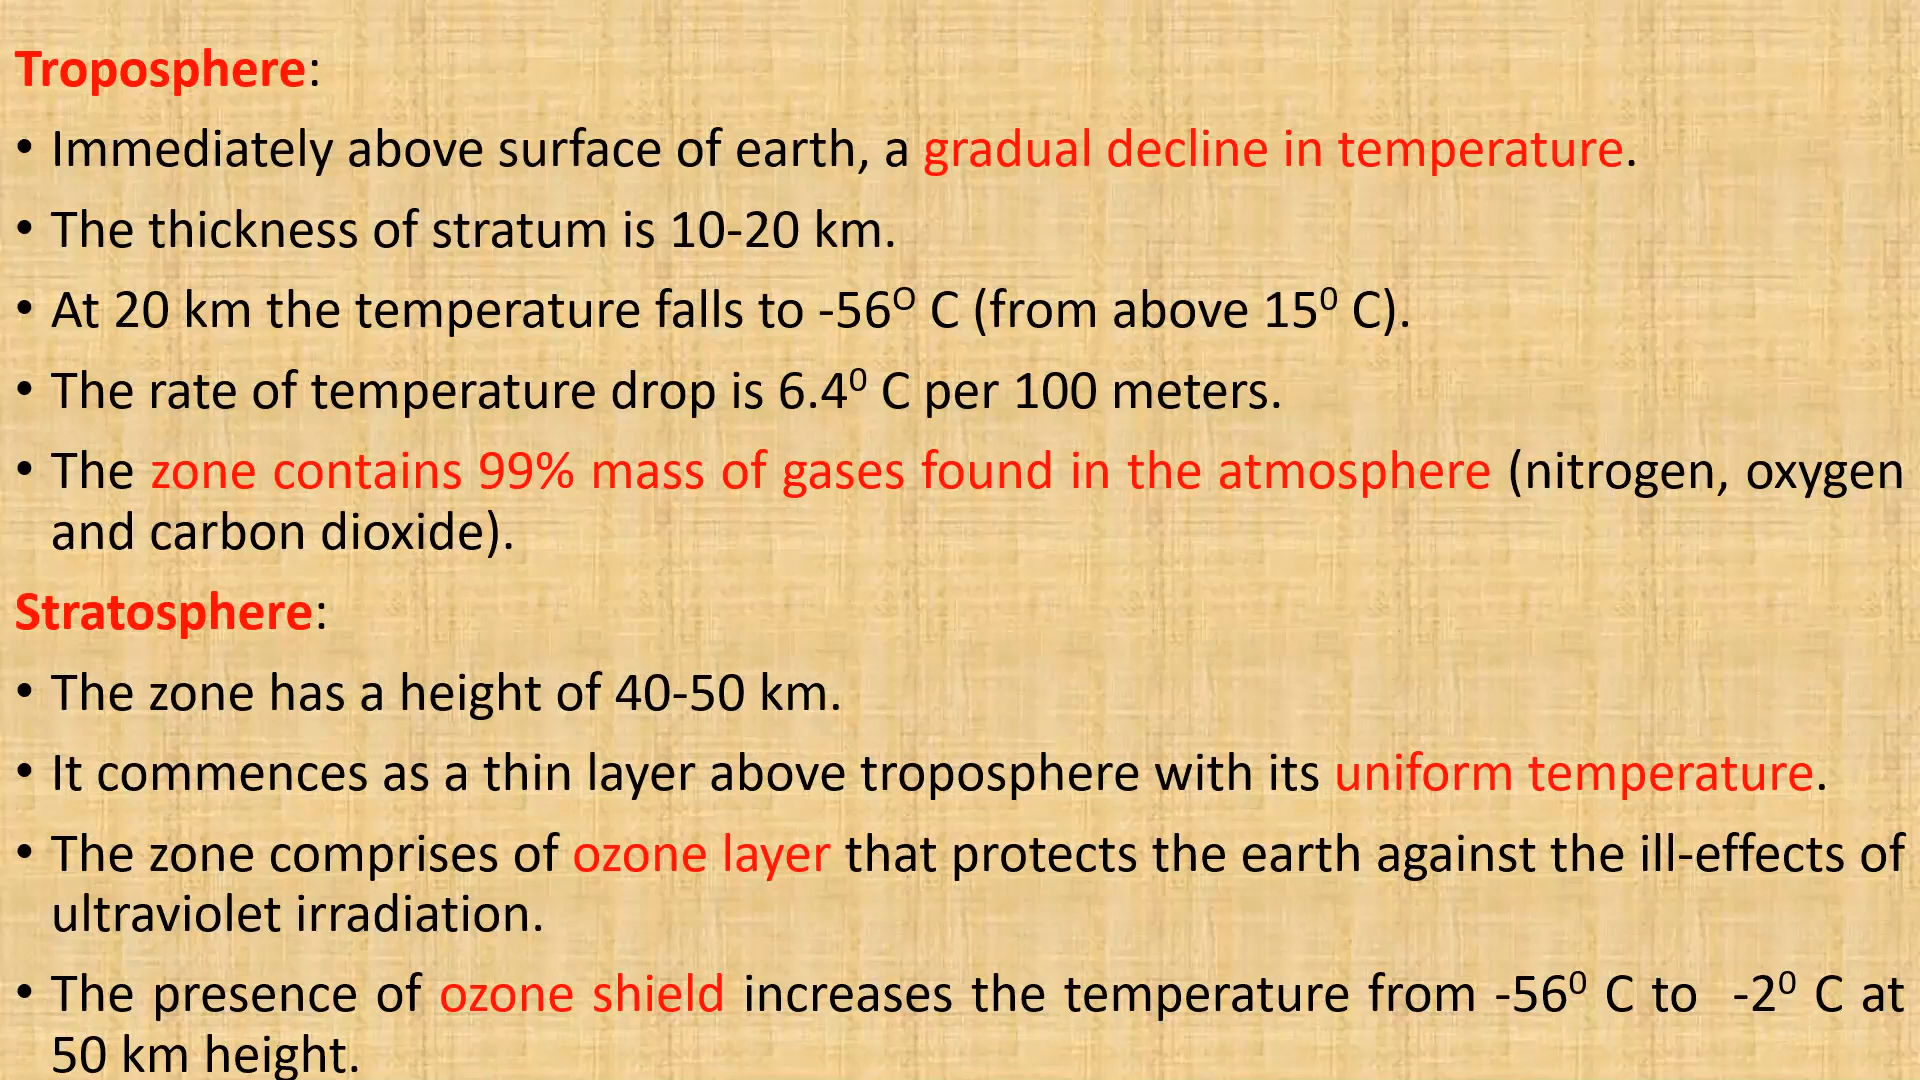 Troposphere:
• Immediately above surface of earth, a gradual decline in temperature.
• The thickness of stratum is 10-20 km.
• At 20 km the temperature falls to -56ᴼ C (from above 15⁰ C).
• The rate of temperature drop is 6.4⁰ C per 100 meters.
• The zone contains 99% mass of gases found in the atmosphere (nitrogen, oxygen
and carbon dioxide).
Stratosphere:
• The zone has a height of 40-50 km.
• It commences as a thin layer above troposphere with its uniform temperature.
• The zone comprises of ozone layer that protects the earth against the ill-effects of
ultraviolet irradiation.
• The presence of ozone shield increases the temperature from -56⁰ C to -2⁰ C at
50 km height.